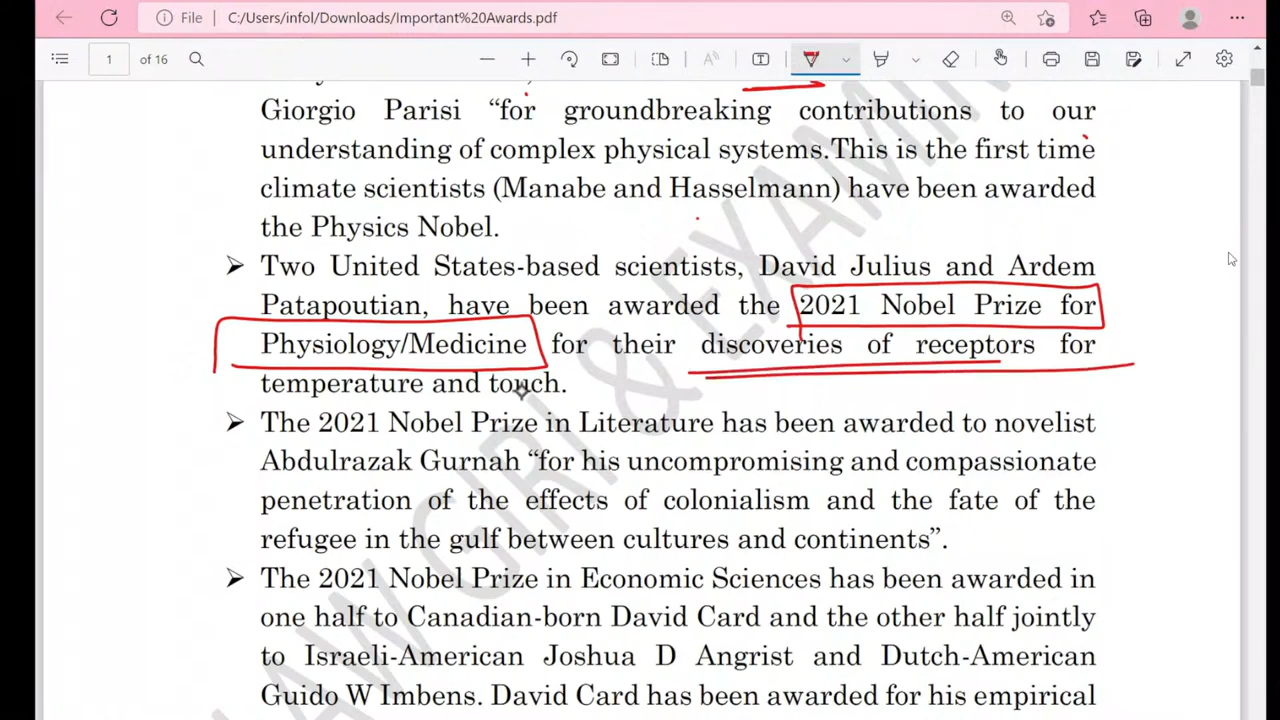 File C:/Users/infol/Downloads/Important%20Awards.pdf
1 of 16
Giorgio Parisi “for groundbreaking contributions to our
understanding of complex physical systems.This is the first time
climate scientists (Manabe and Hasselmann) have been awarded
the Physics Nobel.
➢ Two United States-based scientists, David Julius and Ardem
Patapoutian, have been awarded the 2021 Nobel Prize for
Physiology/Medicine for their discoveries of receptors for
temperature and touch.
➢ The 2021 Nobel Prize in Literature has been awarded to novelist
Abdulrazak Gurnah “for his uncompromising and compassionate
penetration of the effects of colonialism and the fate of the
refugee in the gulf between cultures and continents”.
➢ The 2021 Nobel Prize in Economic Sciences has been awarded in
one half to Canadian-born David Card and the other half jointly
to Israeli-American Joshua D Angrist and Dutch-American
Guido W Imbens. David Card has been awarded for his empirical